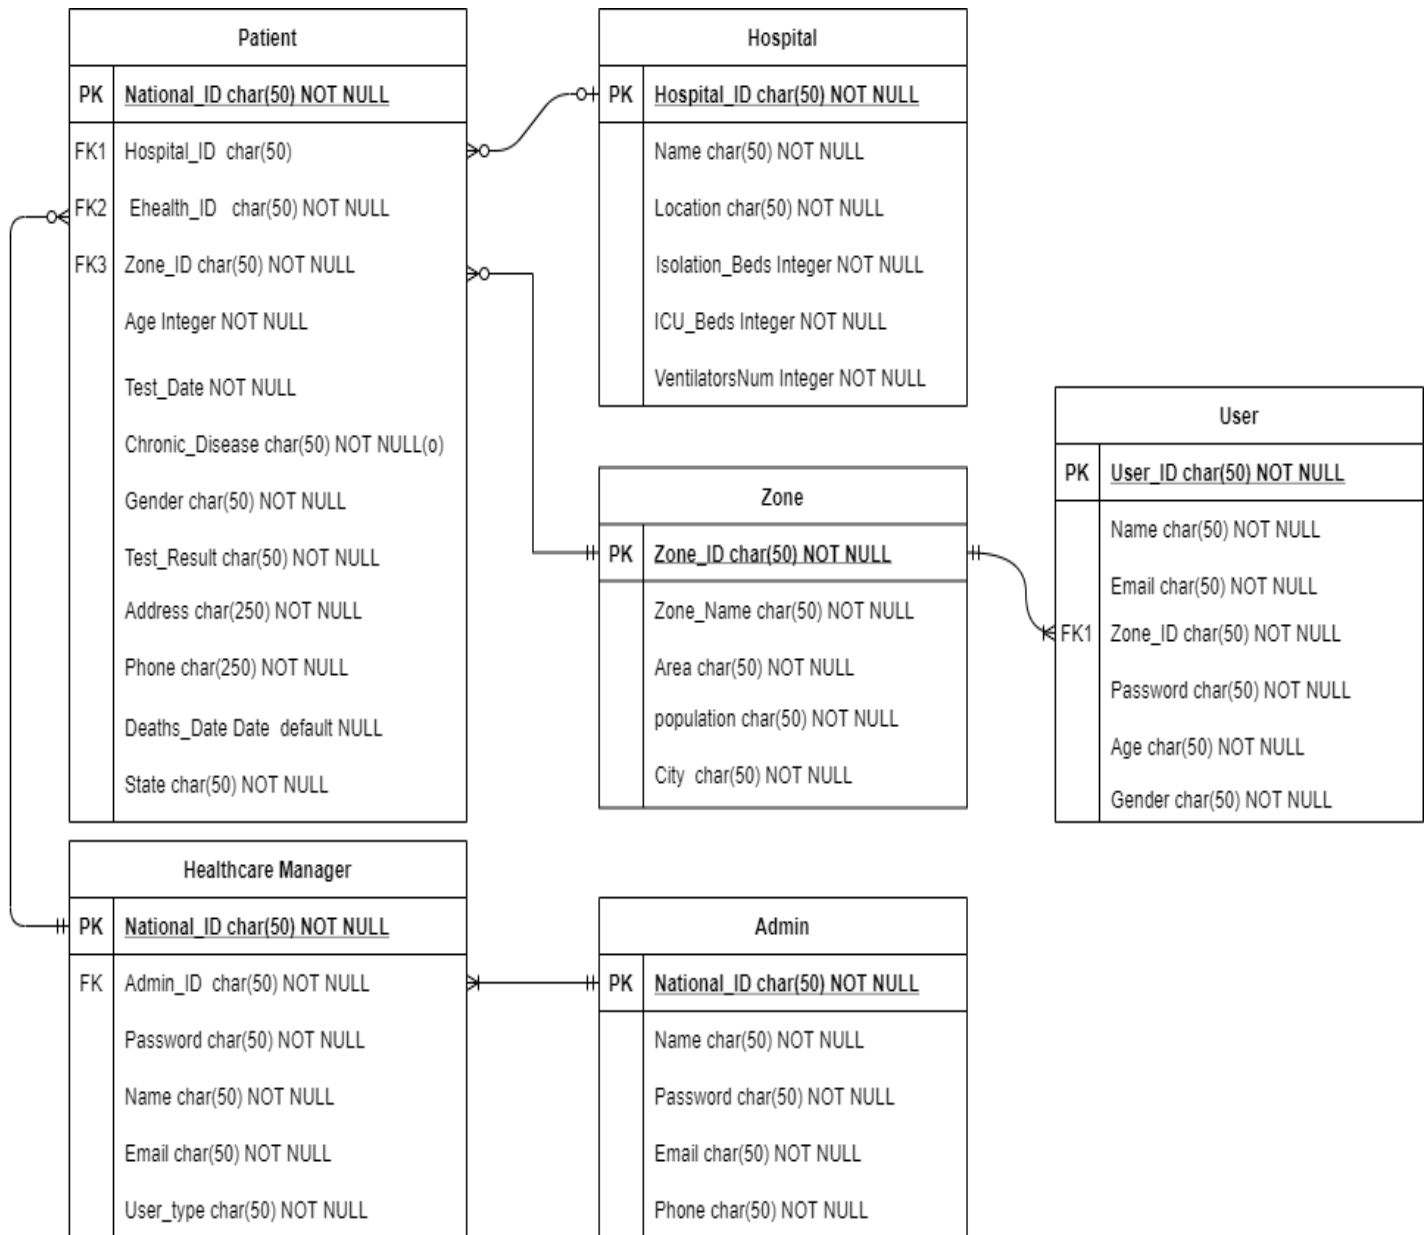 Patient
PK National_ID char(50) NOT NULL
FK1 Hospital_ID char(50)
FK2 Ehealth_ID char(50) NOT NULL
FK3 Zone_ID char(50) NOT NULL
Age Integer NOT NULL
Test_Date NOT NULL
Chronic_Disease char(50) NOT NULL(o)
Gender char(50) NOT NULL
Test_Result char(50) NOT NULL
Address char(250) NOT NULL
Phone char(250) NOT NULL
Deaths_Date Date default NULL
State char(50) NOT NULL
Hospital
PK Hospital_ID char(50) NOT NULL
Name char(50) NOT NULL
Location char(50) NOT NULL
Isolation_Beds Integer NOT NULL
ICU_Beds Integer NOT NULL
VentilatorsNum Integer NOT NULL
Zone
PK Zone_ID char(50) NOT NULL
Zone_Name char(50) NOT NULL
Area char(50) NOT NULL
population char(50) NOT NULL
City char(50) NOT NULL
User
PK User_ID char(50) NOT NULL
Name char(50) NOT NULL
Email char(50) NOT NULL
FK1 Zone_ID char(50) NOT NULL
Password char(50) NOT NULL
Age char(50) NOT NULL
Gender char(50) NOT NULL
Healthcare Manager
PK National_ID char(50) NOT NULL
FK Admin_ID char(50) NOT NULL
Password char(50) NOT NULL
Name char(50) NOT NULL
Email char(50) NOT NULL
User_type char(50) NOT NULL
Admin
PK National_ID char(50) NOT NULL
Name char(50) NOT NULL
Password char(50) NOT NULL
Email char(50) NOT NULL
Phone char(50) NOT NULL